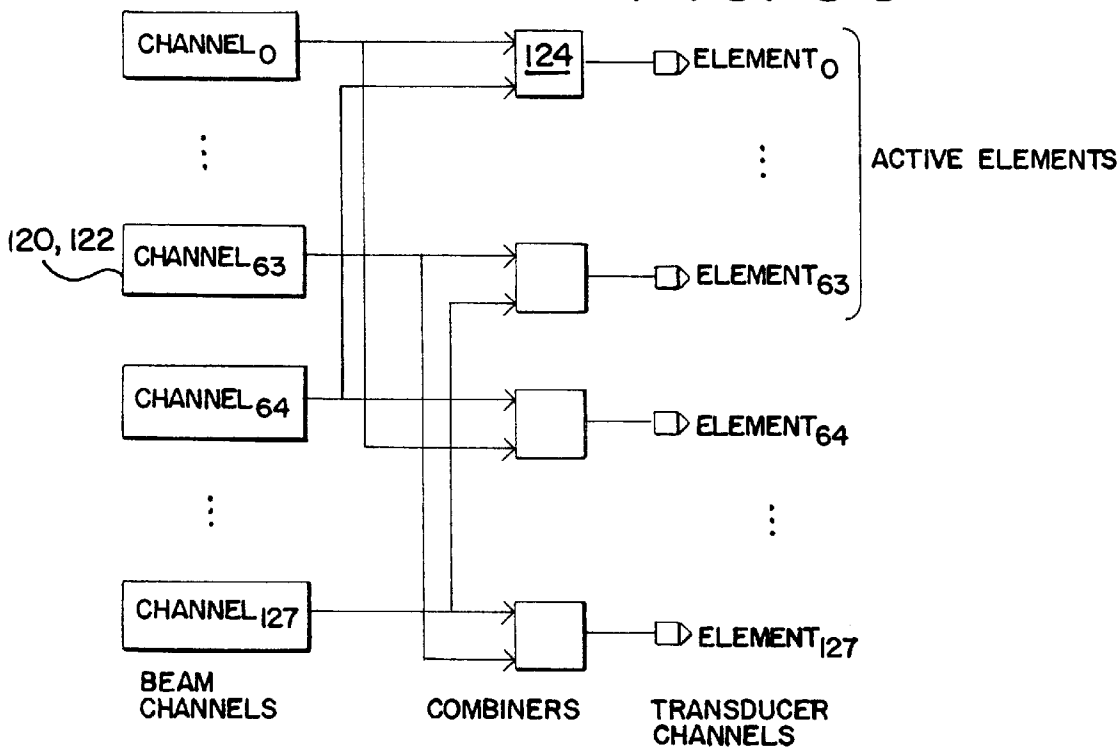 CHANNEL0
124
ELEMENT0
ACTIVE ELEMENTS
120, 122
CHANNEL63
ELEMENT63
CHANNEL64
ELEMENT64
CHANNEL127
ELEMENT127
BEAM
CHANNELS
COMBINERS
TRANSDUCER
CHANNELS